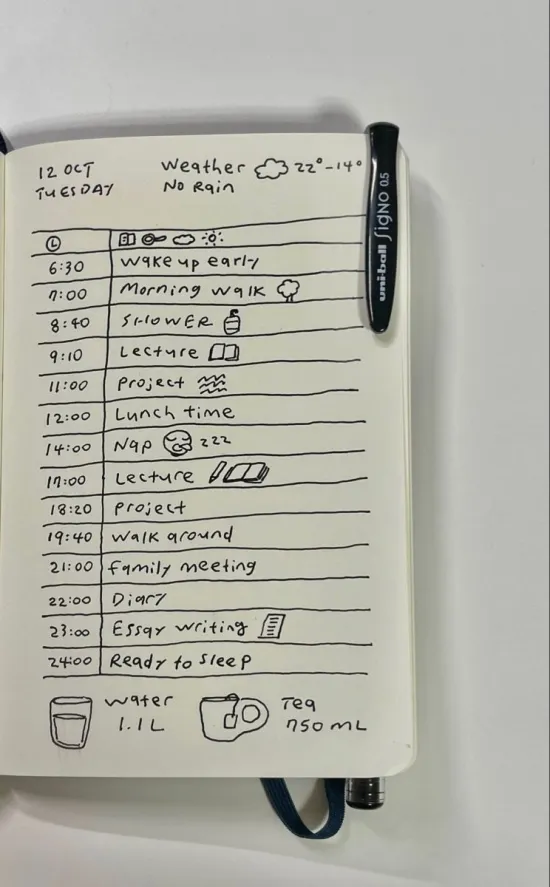 12 OCT
TUESDAY
Weather 22°-14°
No Rain
6:30 Wake up early
7:00 Morning walk
8:40 SHOWER
9:10 Lecture
11:00 Project
12:00 Lunch time
14:00 Nap zzz
17:00 Lecture
18:20 Project
19:40 Walk around
21:00 Family meeting
22:00 Diary
23:00 Essay writing
24:00 Ready to sleep
Water
1.1L
Tea
750 mL
uni-ball SigNO 0.5